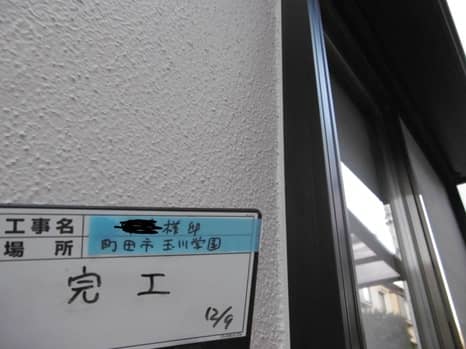 工事名 様邸
場所 町田市玉川学園
完工
12/9